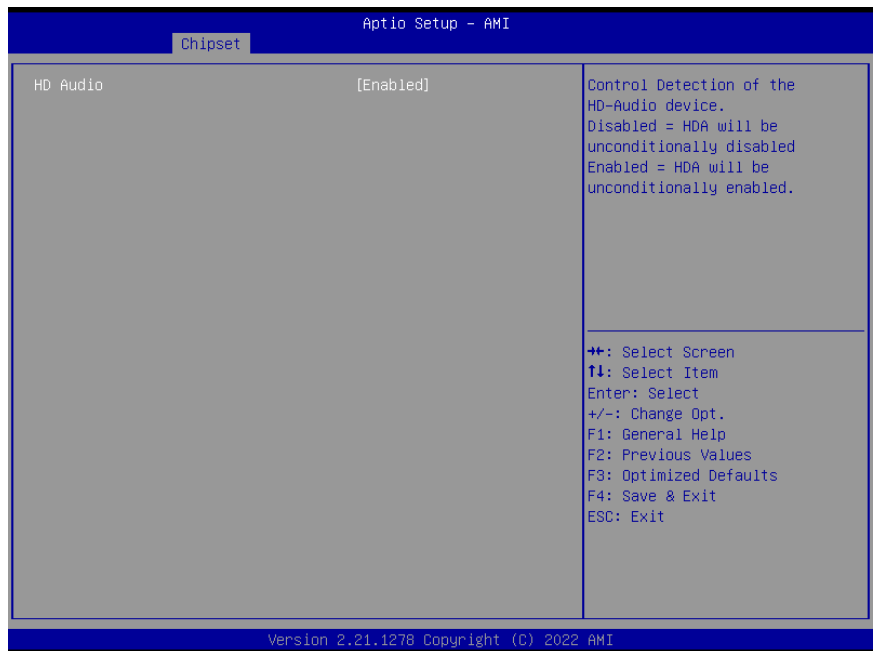 Aptio Setup – AMI
Chipset
HD Audio [Enabled]
Control Detection of the
HD-Audio device.
Disabled = HDA will be
unconditionally disabled
Enabled = HDA will be
unconditionally enabled.
→←: Select Screen
↑↓: Select Item
Enter: Select
+/-: Change Opt.
F1: General Help
F2: Previous Values
F3: Optimized Defaults
F4: Save & Exit
ESC: Exit
Version 2.21.1278 Copyright (C) 2022 AMI